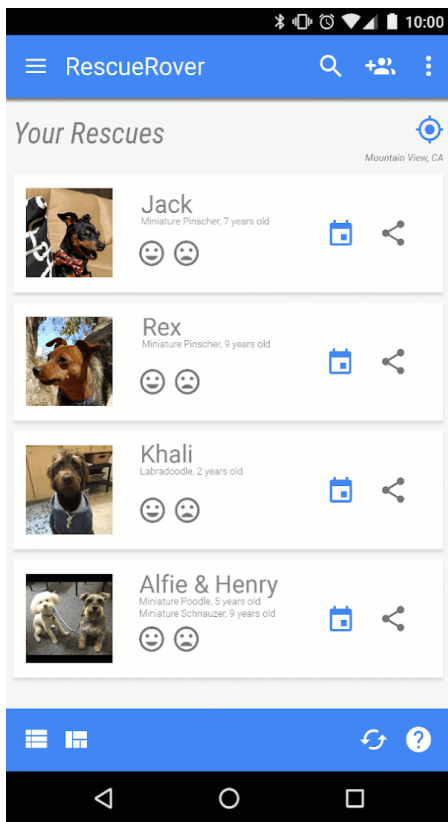 10:00
RescueRover
Your Rescues
Mountain View, CA
Jack
Miniature Pinscher, 7 years old
Rex
Miniature Pinscher, 9 years old
Khali
Labradoodle, 2 years old
Alfie & Henry
Miniature Poodle, 5 years old
Miniature Schnauzer, 9 years old